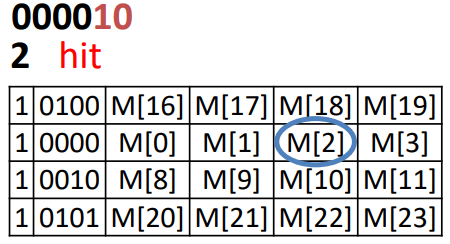 000010
2 hit
1 0100 M[16] M[17] M[18] M[19]
1 0000 M[0] M[1] M[2] M[3]
1 0010 M[8] M[9] M[10] M[11]
1 0101 M[20] M[21] M[22] M[23]